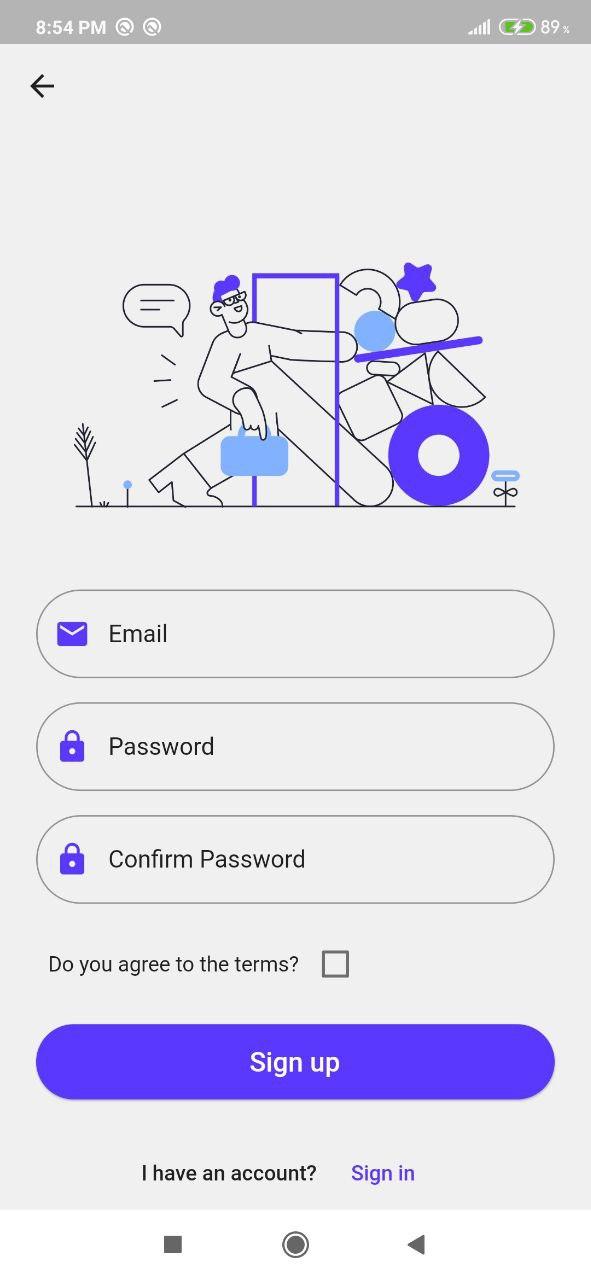 8:54 PM 89 %
Email
Password
Confirm Password
Do you agree to the terms?
Sign up
I have an account? Sign in